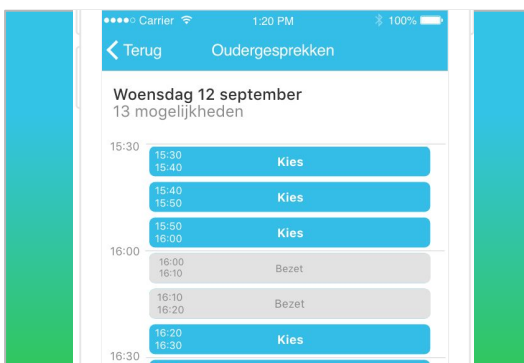 Carrier 1:20 PM 100%
Terug Oudergesprekken
Woensdag 12 september
13 mogelijkheden
15:30
15:30
15:40 Kies
15:40
15:50 Kies
15:50
16:00 Kies
16:00
16:00
16:10 Bezet
16:10
16:20 Bezet
16:20
16:30 Kies
16:30